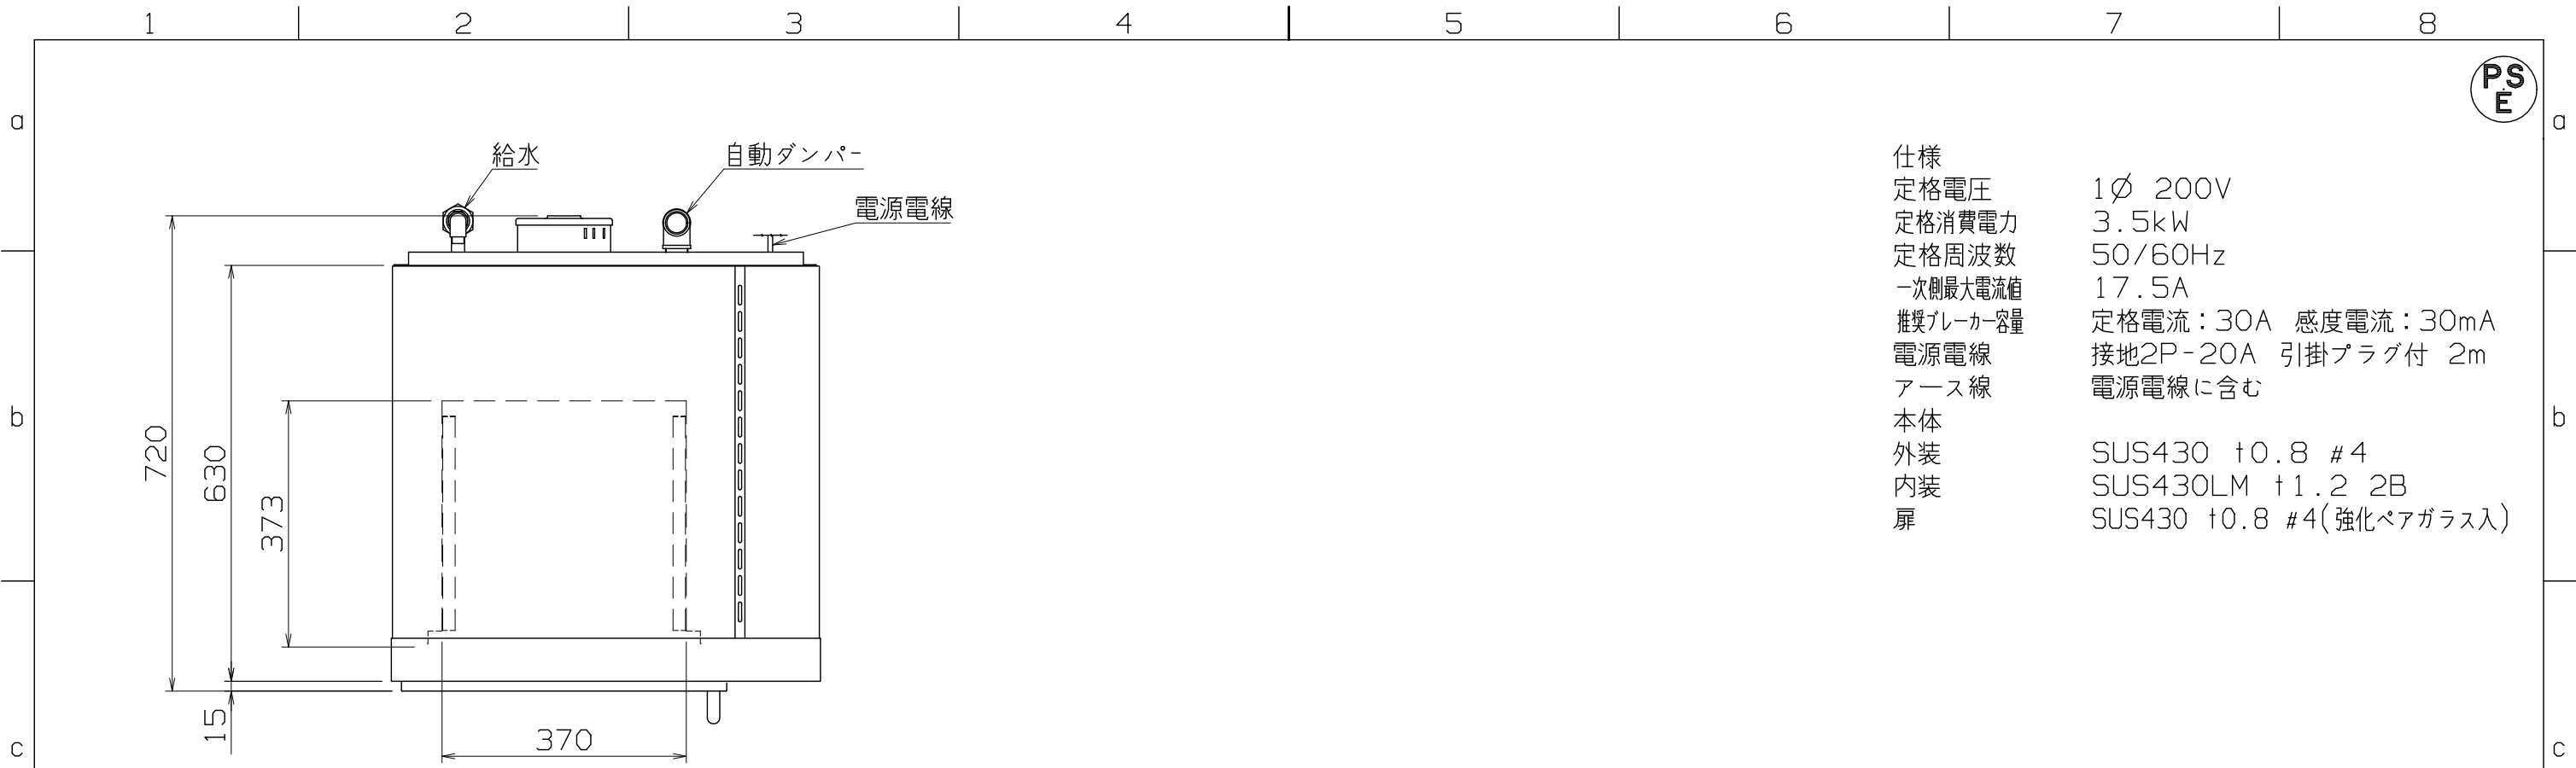 1 2 3 4 5 6 7 8
PS
E
a a
給水
自動ダンパー
電源電線
仕様
定格電圧 1Ø 200V
定格消費電力 3.5kW
定格周波数 50/60Hz
一次側最大電流値 17.5A
推奨ブレーカー容量 定格電流：30A 感度電流：30mA
電源電線 接地2P-20A 引掛プラグ付 2m
アース線 電源電線に含む
本体
外装 SUS430 t0.8 #4
内装 SUS430LM t1.2 2B
扉 SUS430 t0.8 #4(強化ペアガラス入)
b b
720
630
373
15
370
c c